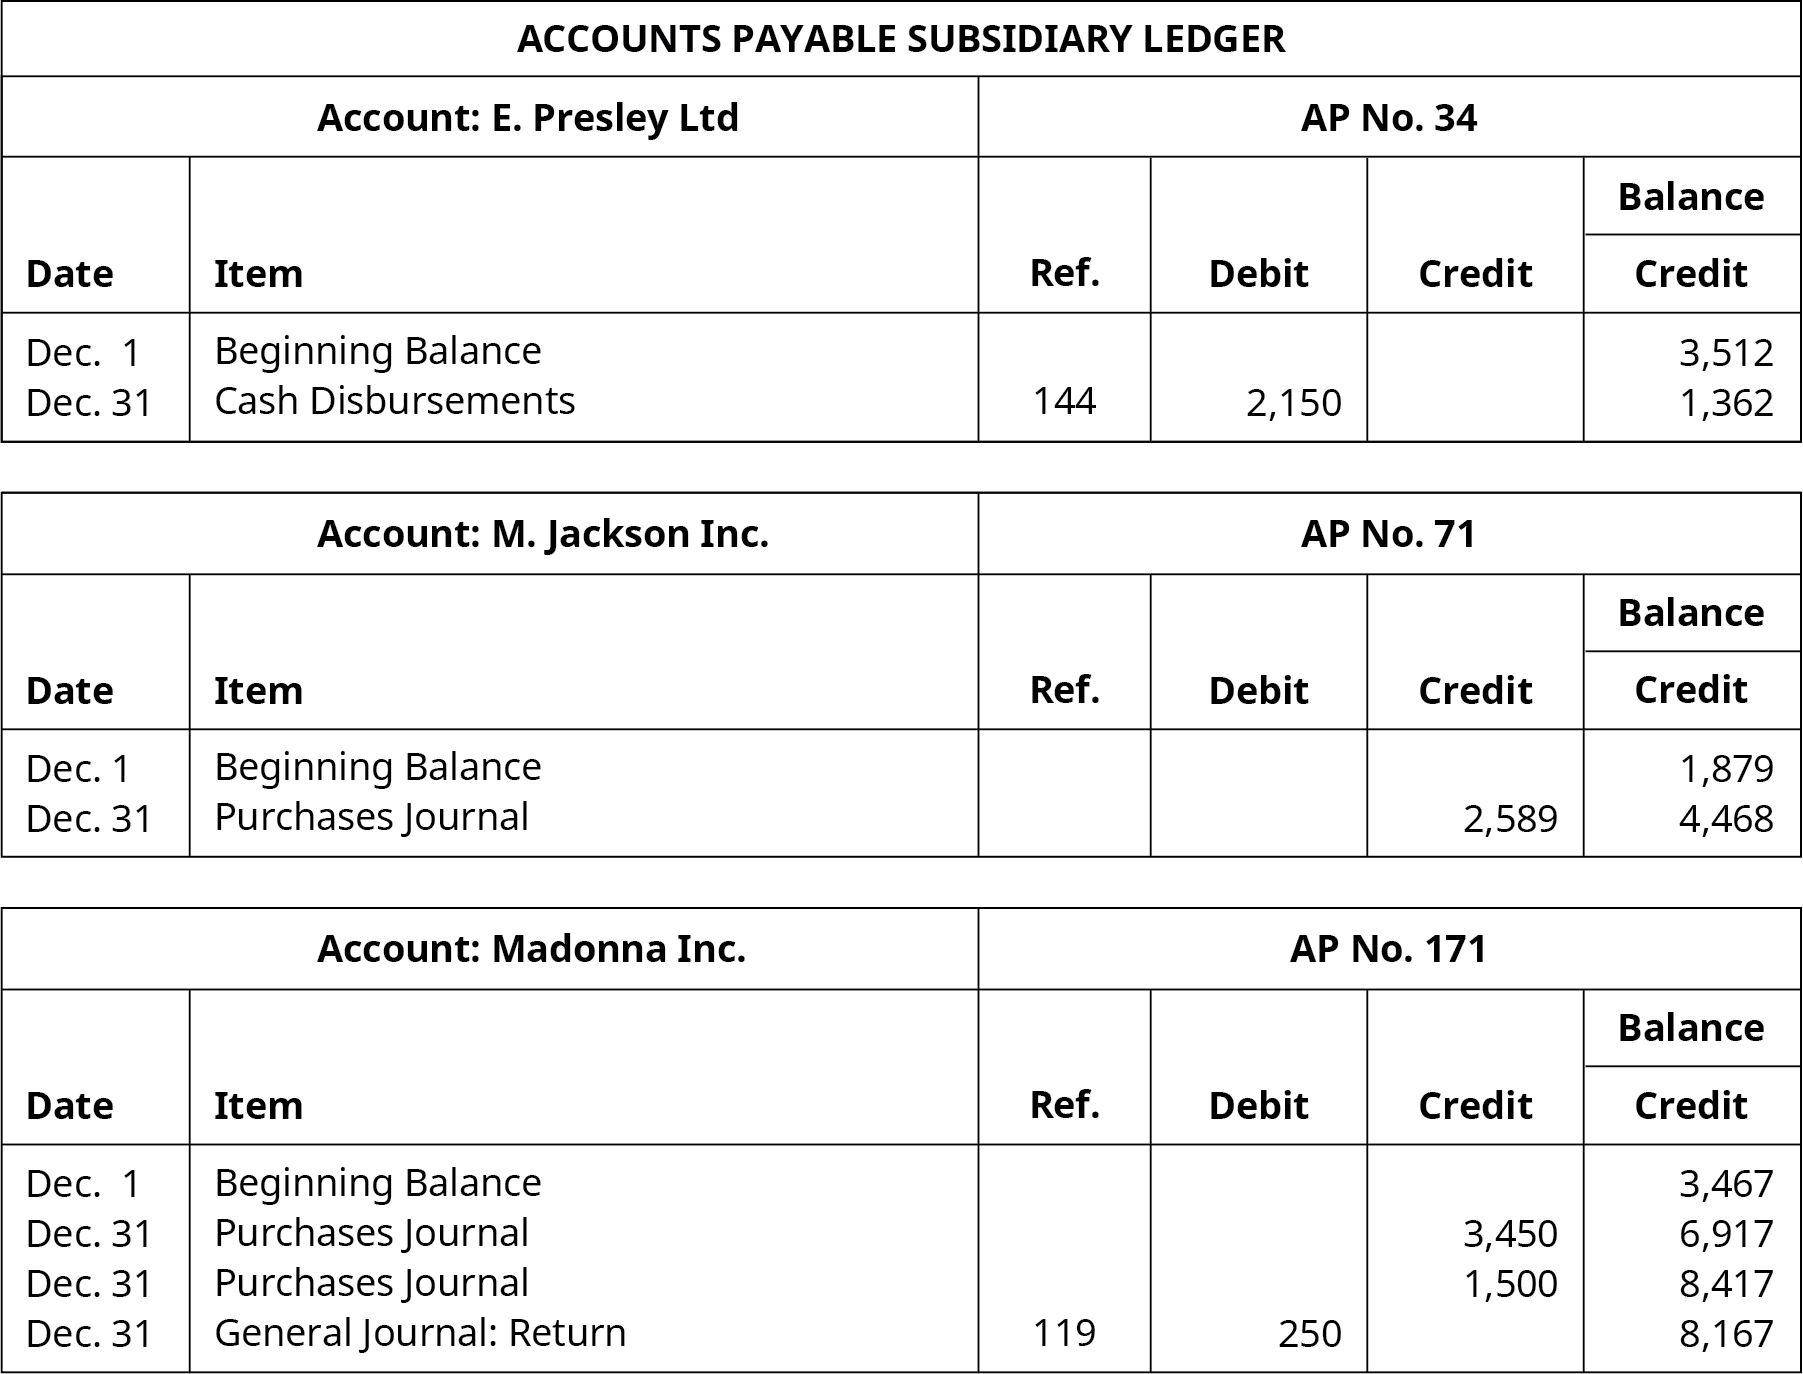 ACCOUNTS PAYABLE SUBSIDIARY LEDGER
Account: E. Presley Ltd AP No. 34
Balance
Date Item Ref. Debit Credit Credit
Dec. 1 Beginning Balance 3,512
Dec. 31 Cash Disbursements 144 2,150 1,362
Account: M. Jackson Inc. AP No. 71
Balance
Date Item Ref. Debit Credit Credit
Dec. 1 Beginning Balance 1,879
Dec. 31 Purchases Journal 2,589 4,468
Account: Madonna Inc. AP No. 171
Balance
Date Item Ref. Debit Credit Credit
Dec. 1 Beginning Balance 3,467
Dec. 31 Purchases Journal 3,450 6,917
Dec. 31 Purchases Journal 1,500 8,417
Dec. 31 General Journal: Return 119 250 8,167